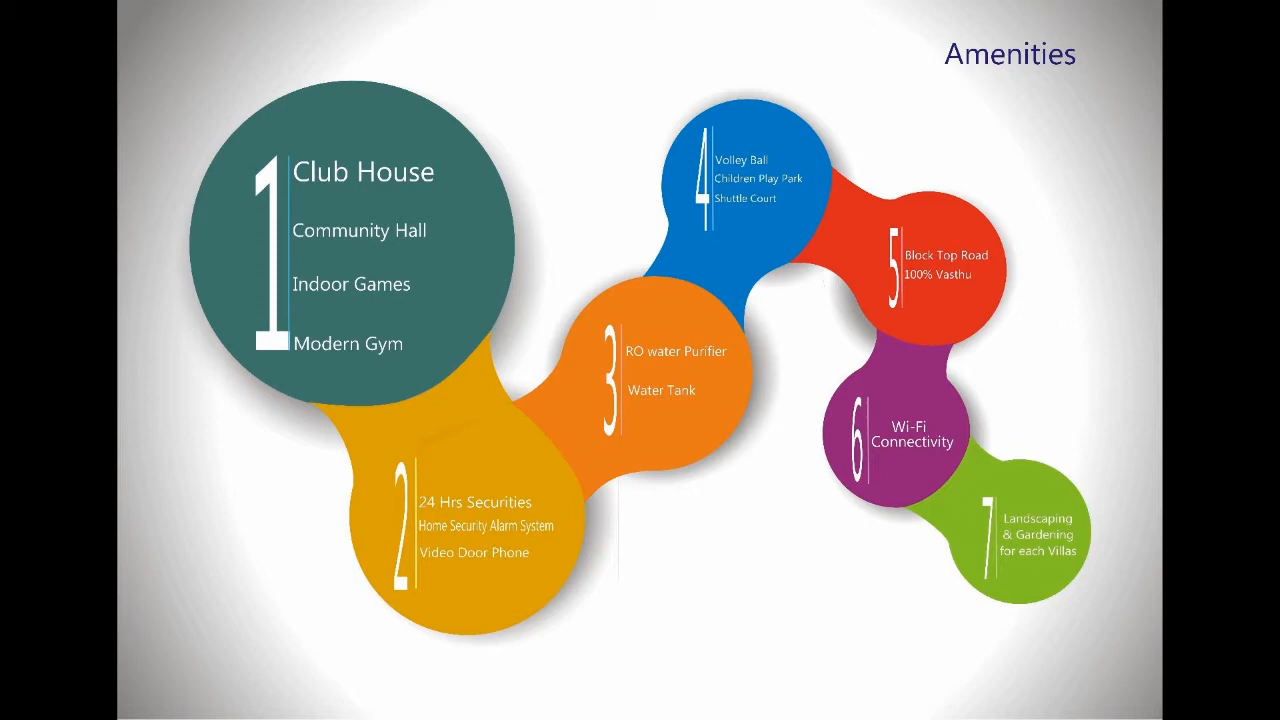 Amenities
1
Club House
Community Hall
Indoor Games
Modern Gym
2
24 Hrs Securities
Home Security Alarm System
Video Door Phone
3
RO water Purifier
Water Tank
4
Volley Ball
Children Play Park
Shuttle Court
5
Block Top Road
100% Vasthu
6
Wi-Fi
Connectivity
7
Landscaping
& Gardening
for each Villas